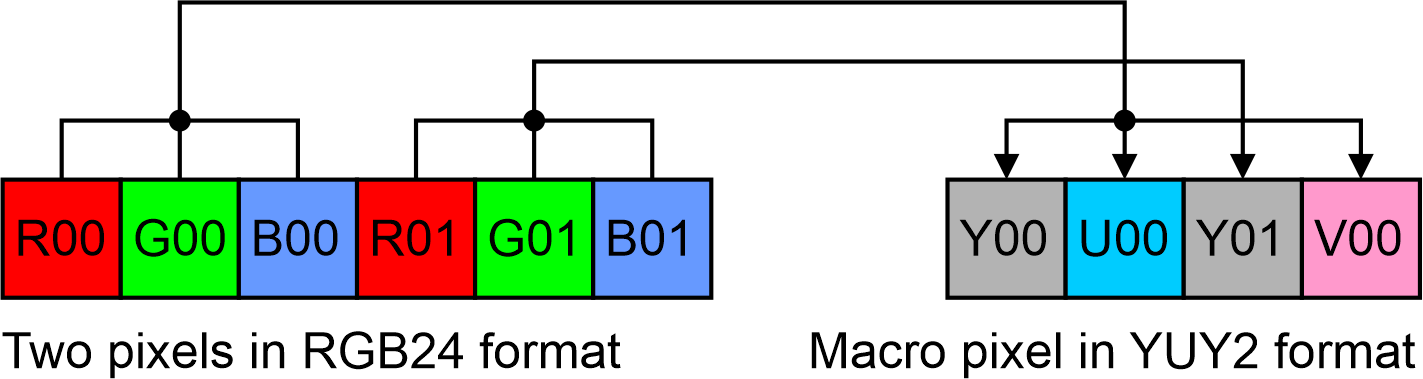 R00 G00 B00 R01 G01 B01 Y00 U00 Y01 V00
Two pixels in RGB24 format Macro pixel in YUY2 format